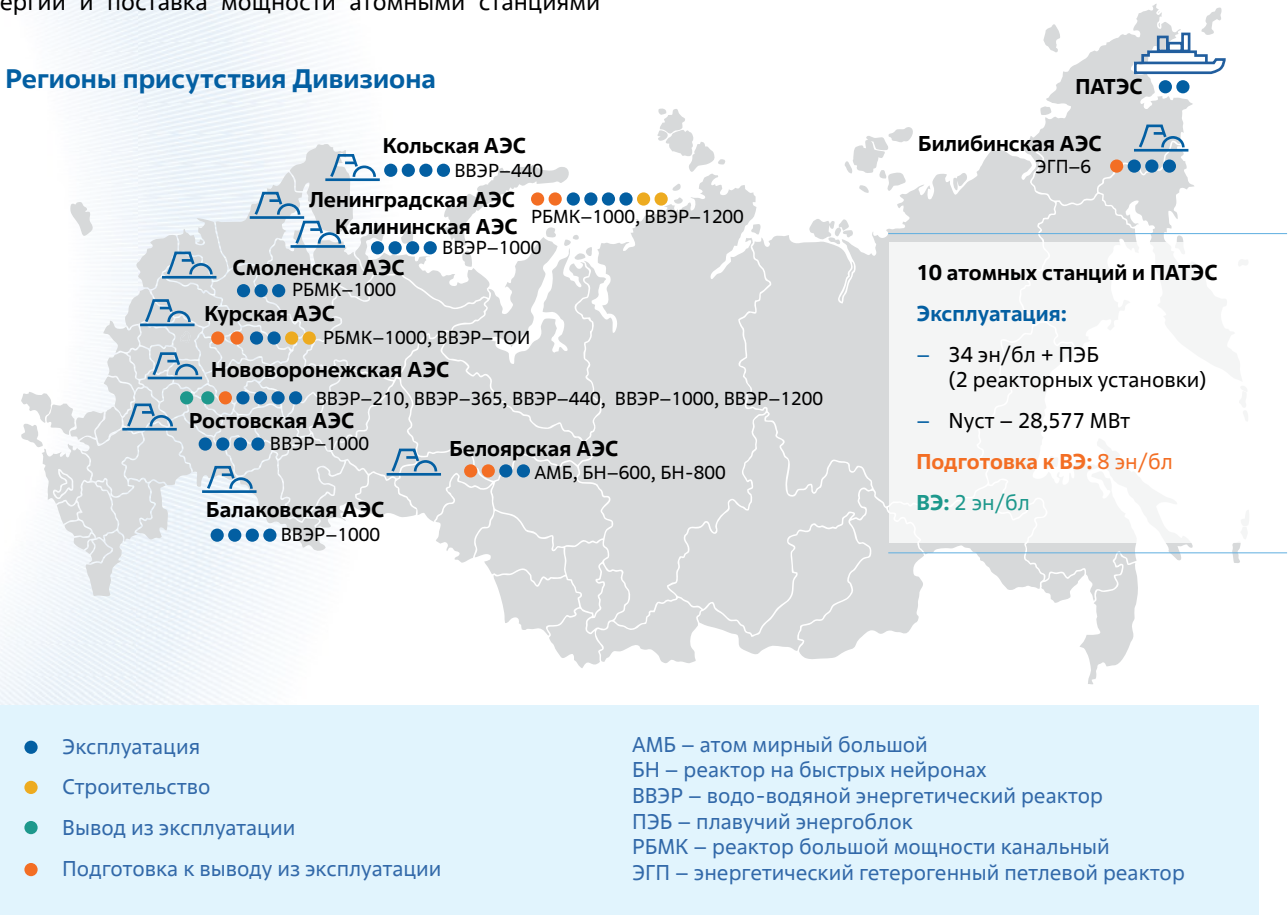 ергии и поставка мощности атомными станциями
Регионы присутствия Дивизиона
ПАТЭС
Билибинская АЭС
ЭГП–6
Кольская АЭС
ВВЭР–440
Ленинградская АЭС
РБМК–1000, ВВЭР–1200
Калининская АЭС
ВВЭР–1000
Смоленская АЭС
РБМК–1000
Курская АЭС
РБМК–1000, ВВЭР–ТОИ
Нововоронежская АЭС
ВВЭР–210, ВВЭР–365, ВВЭР–440, ВВЭР–1000, ВВЭР–1200
Ростовская АЭС
ВВЭР–1000
Белоярская АЭС
АМБ, БН–600, БН-800
Балаковская АЭС
ВВЭР–1000
10 атомных станций и ПАТЭС
Эксплуатация:
– 34 эн/бл + ПЭБ
(2 реакторных установки)
– Nуст – 28,577 МВт
Подготовка к ВЭ: 8 эн/бл
ВЭ: 2 эн/бл
Эксплуатация
Строительство
Вывод из эксплуатации
Подготовка к выводу из эксплуатации
АМБ – атом мирный большой
БН – реактор на быстрых нейронах
ВВЭР – водо-водяной энергетический реактор
ПЭБ – плавучий энергоблок
РБМК – реактор большой мощности канальный
ЭГП – энергетический гетерогенный петлевой реактор